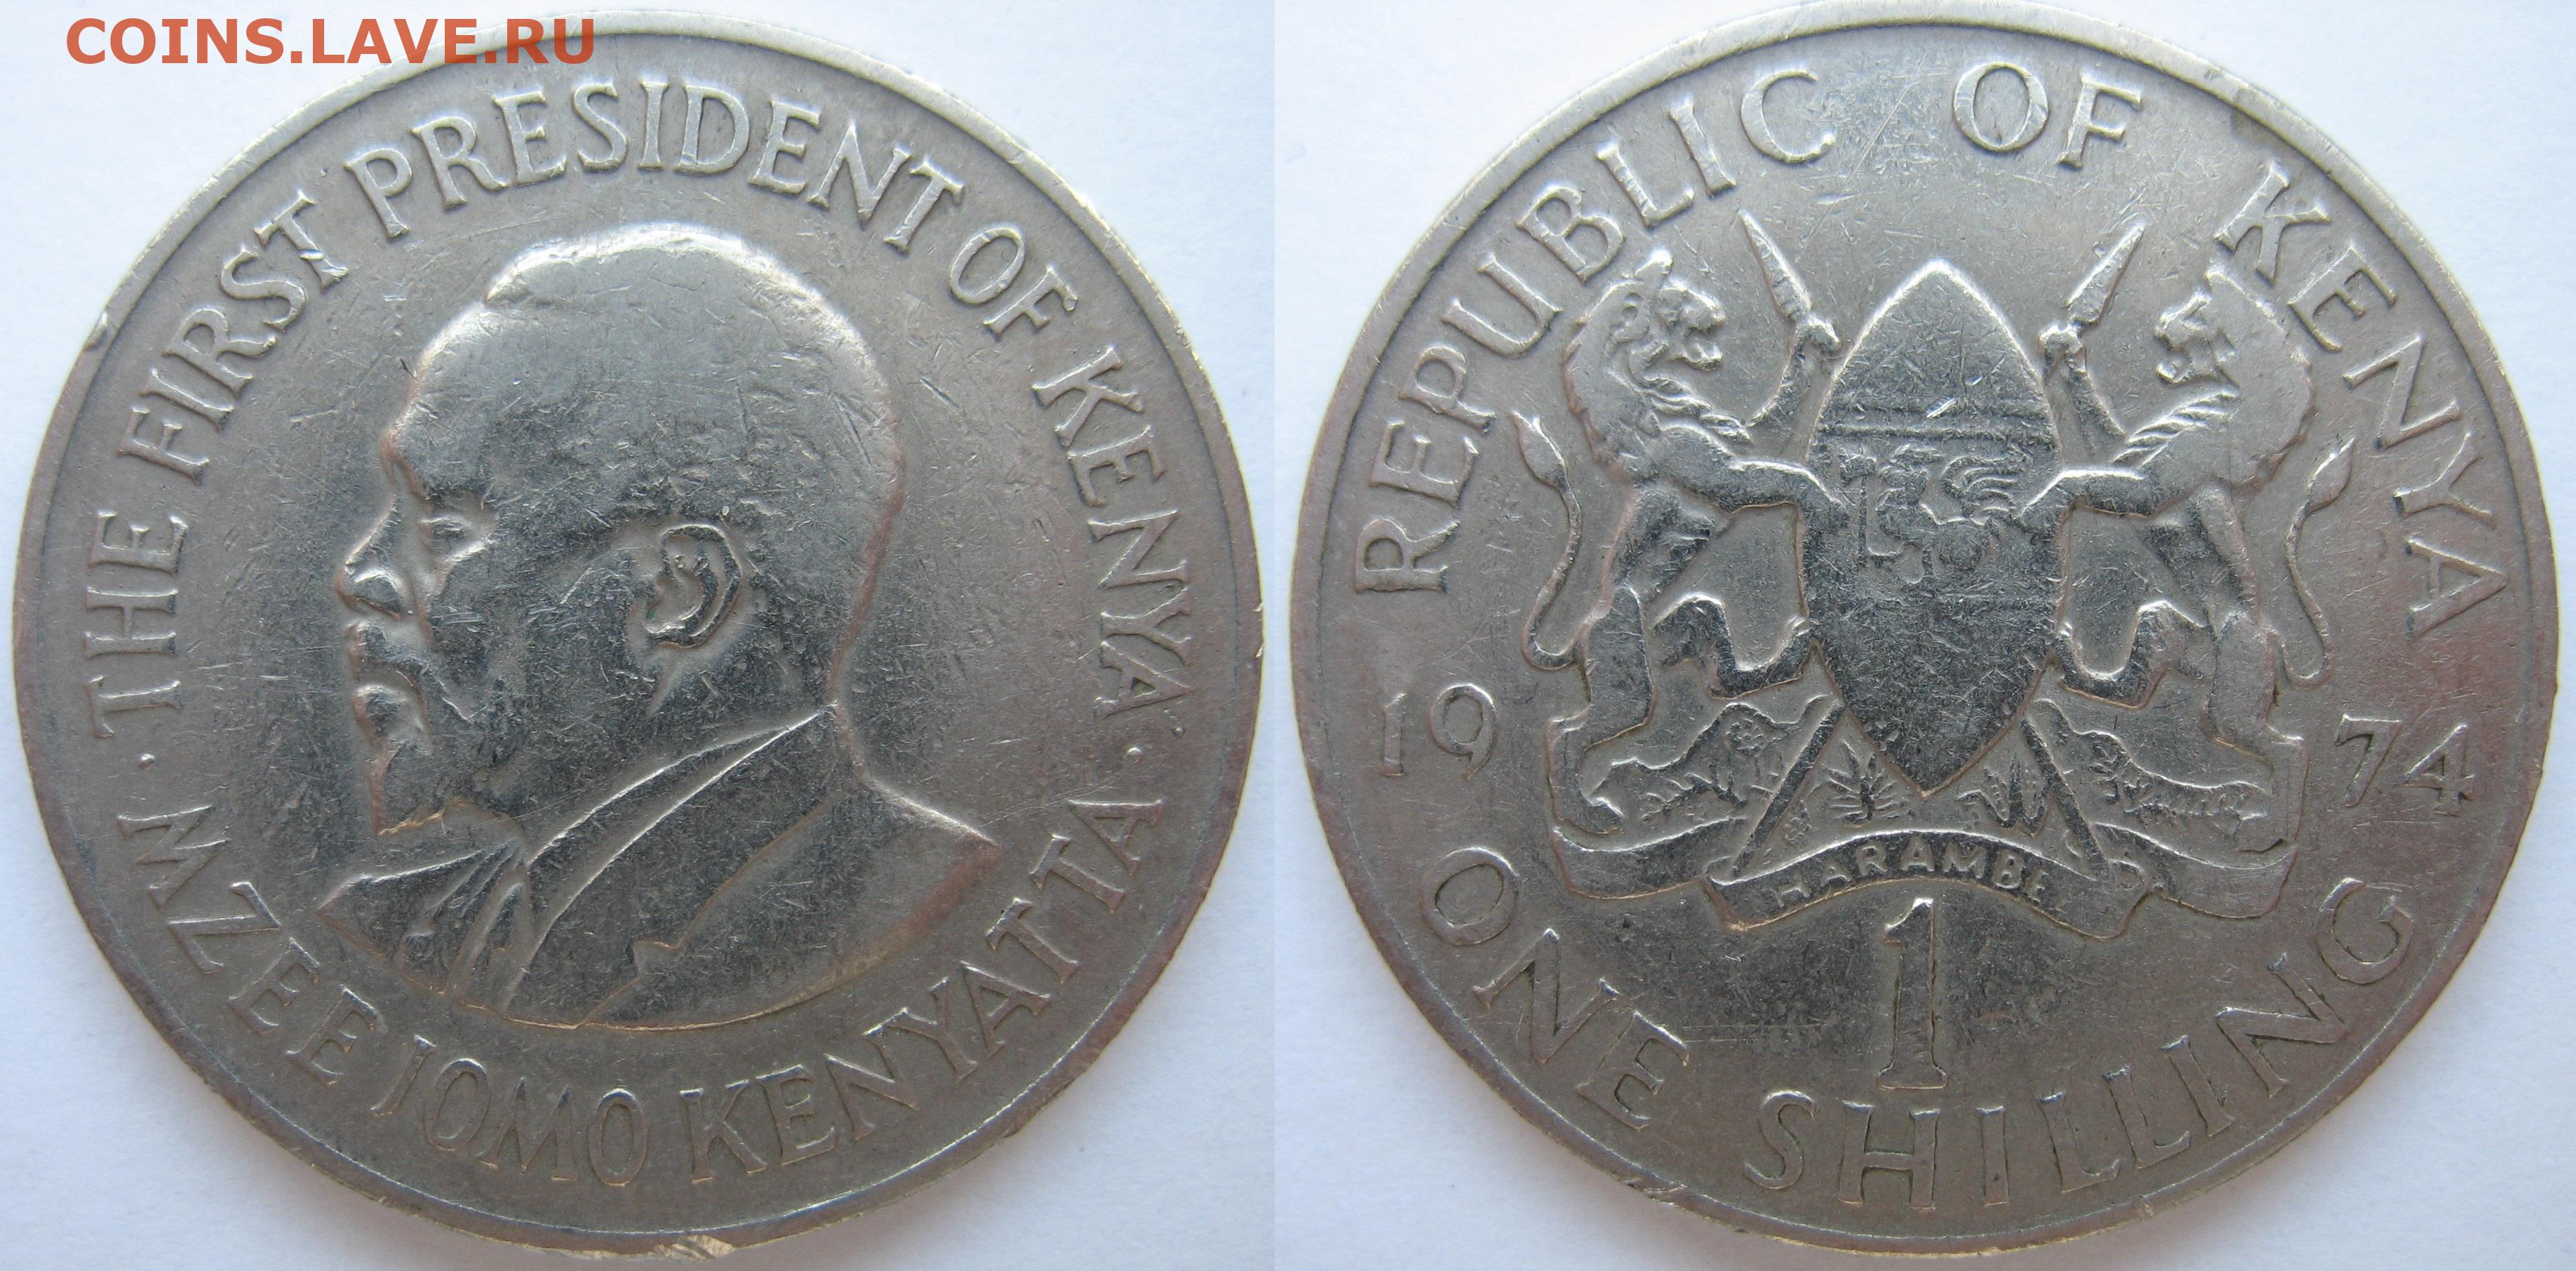 COINS.LAVE.RU
· THE FIRST PRESIDENT OF KENYA ·
MZEE JOMO KENYATTA
REPUBLIC OF KENYA
19 74
HARAMBEE
1
ONE SHILLING